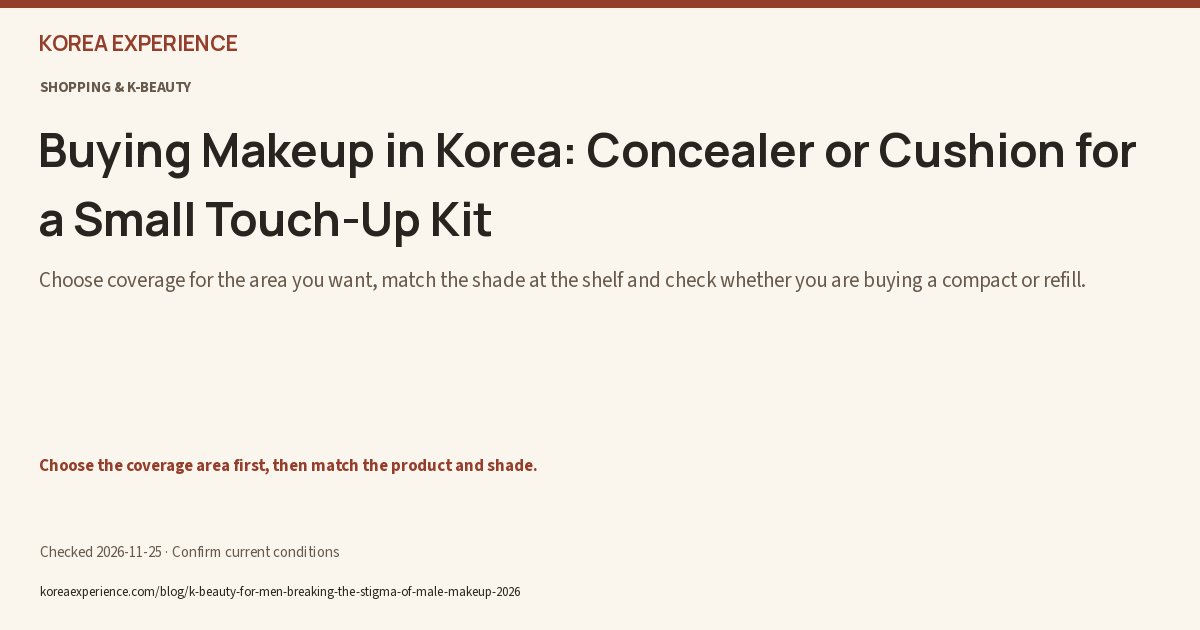 KOREA EXPERIENCE
SHOPPING & K-BEAUTY
Buying Makeup in Korea: Concealer or Cushion for
a Small Touch-Up Kit
Choose coverage for the area you want, match the shade at the shelf and check whether you are buying a compact or refill.
Choose the coverage area first, then match the product and shade.
Checked 2026-11-25 · Confirm current conditions
koreaexperience.com/blog/k-beauty-for-men-breaking-the-stigma-of-male-makeup-2026